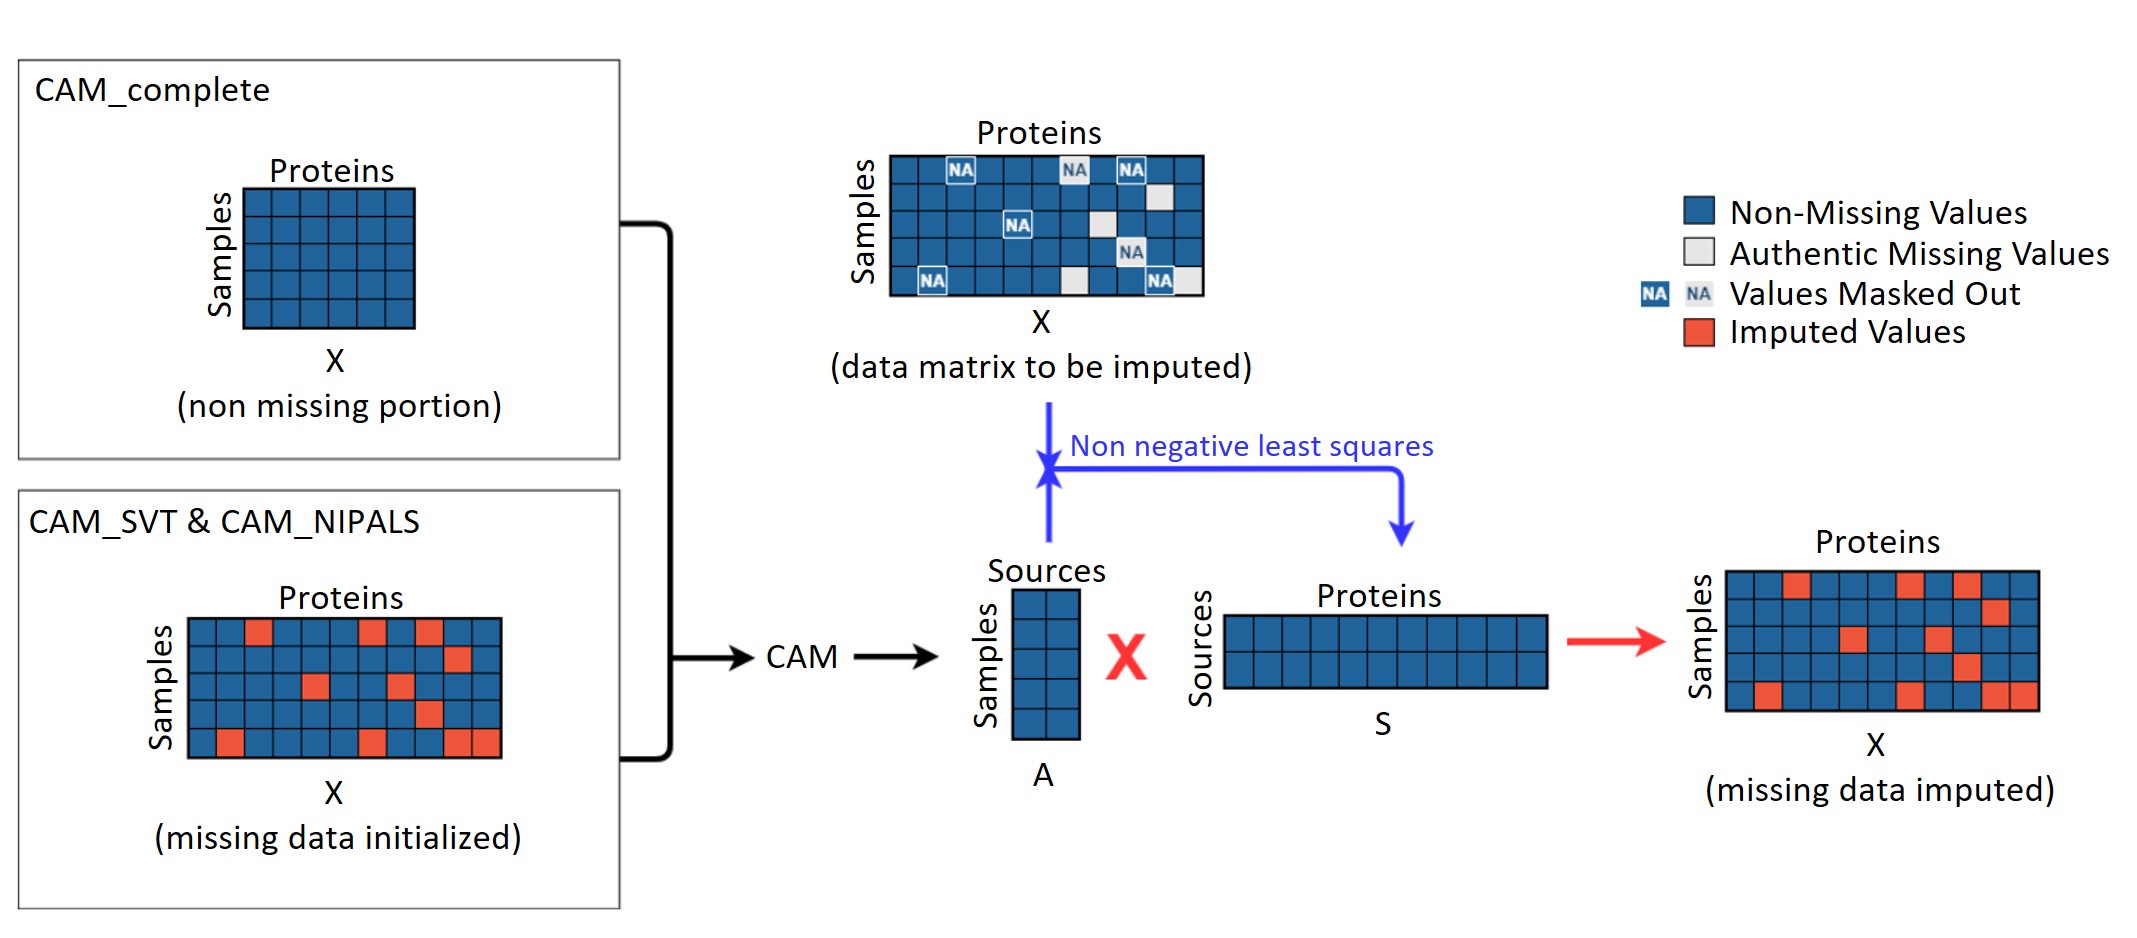 CAM_complete
Proteins
Samples
X
(non missing portion)
CAM_SVT & CAM_NIPALS
Proteins
Samples
X
(missing data initialized)
CAM
Proteins
Samples
NA NA NA
NA
NA
NA NA
X
(data matrix to be imputed)
Non negative least squares
Sources
Samples
A
X
Proteins
Sources
S
Non-Missing Values
Authentic Missing Values
NA NA Values Masked Out
Imputed Values
Proteins
Samples
X
(missing data imputed)